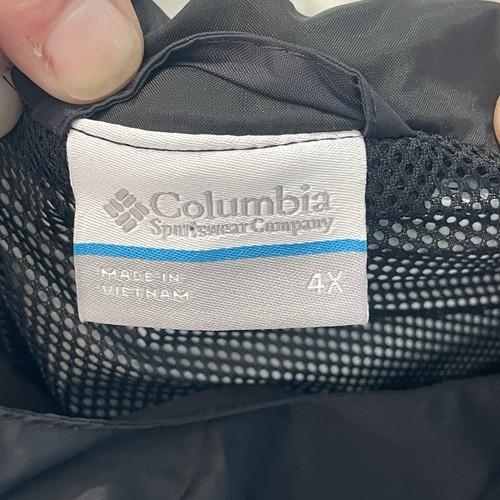 Columbia
Sportswear Company
MADE IN
VIETNAM
4X